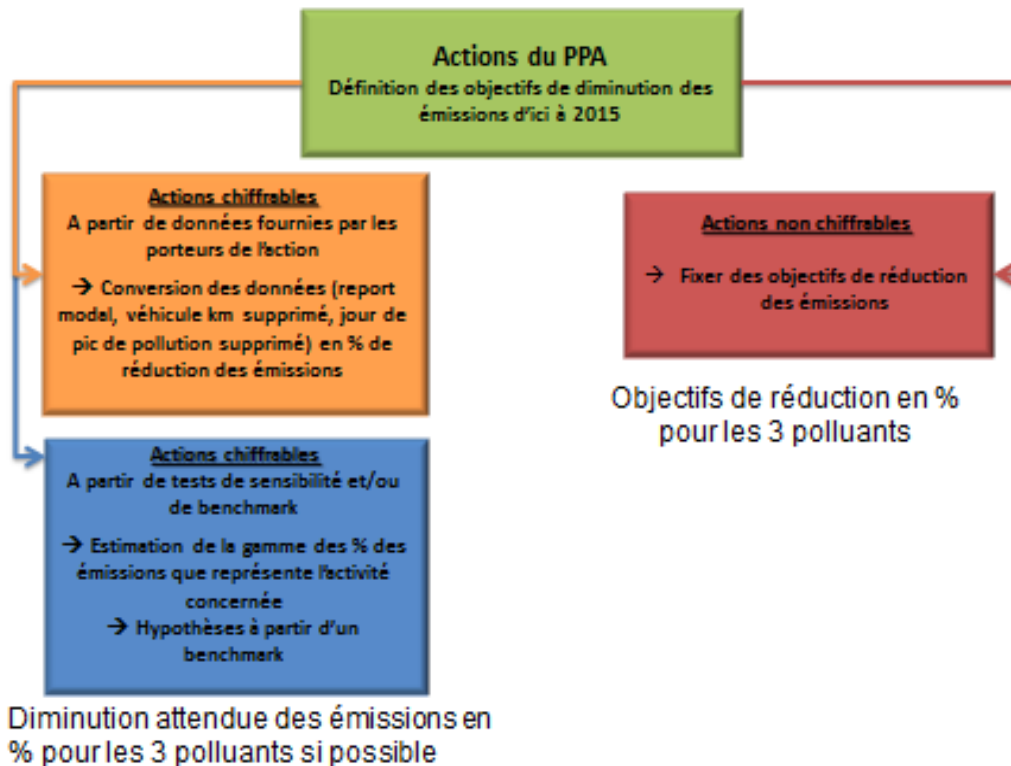 Actions du PPA
Définition des objectifs de diminution des
émissions d'ici à 2015
Actions chiffrables
A partir de données fournies par les
porteurs de l'action
→ Conversion des données (report
modal, véhicule km supprimé, jour de
pic de pollution supprimé) en % de
réduction des émissions
Actions non chiffrables
→ Fixer des objectifs de réduction
des émissions
Objectifs de réduction en %
pour les 3 polluants
Actions chiffrables
A partir de tests de sensibilité et/ou
de benchmark
→ Estimation de la gamme des % des
émissions que représente l'activité
concernée
→ Hypothèses à partir d'un
benchmark
Diminution attendue des émissions en
% pour les 3 polluants si possible